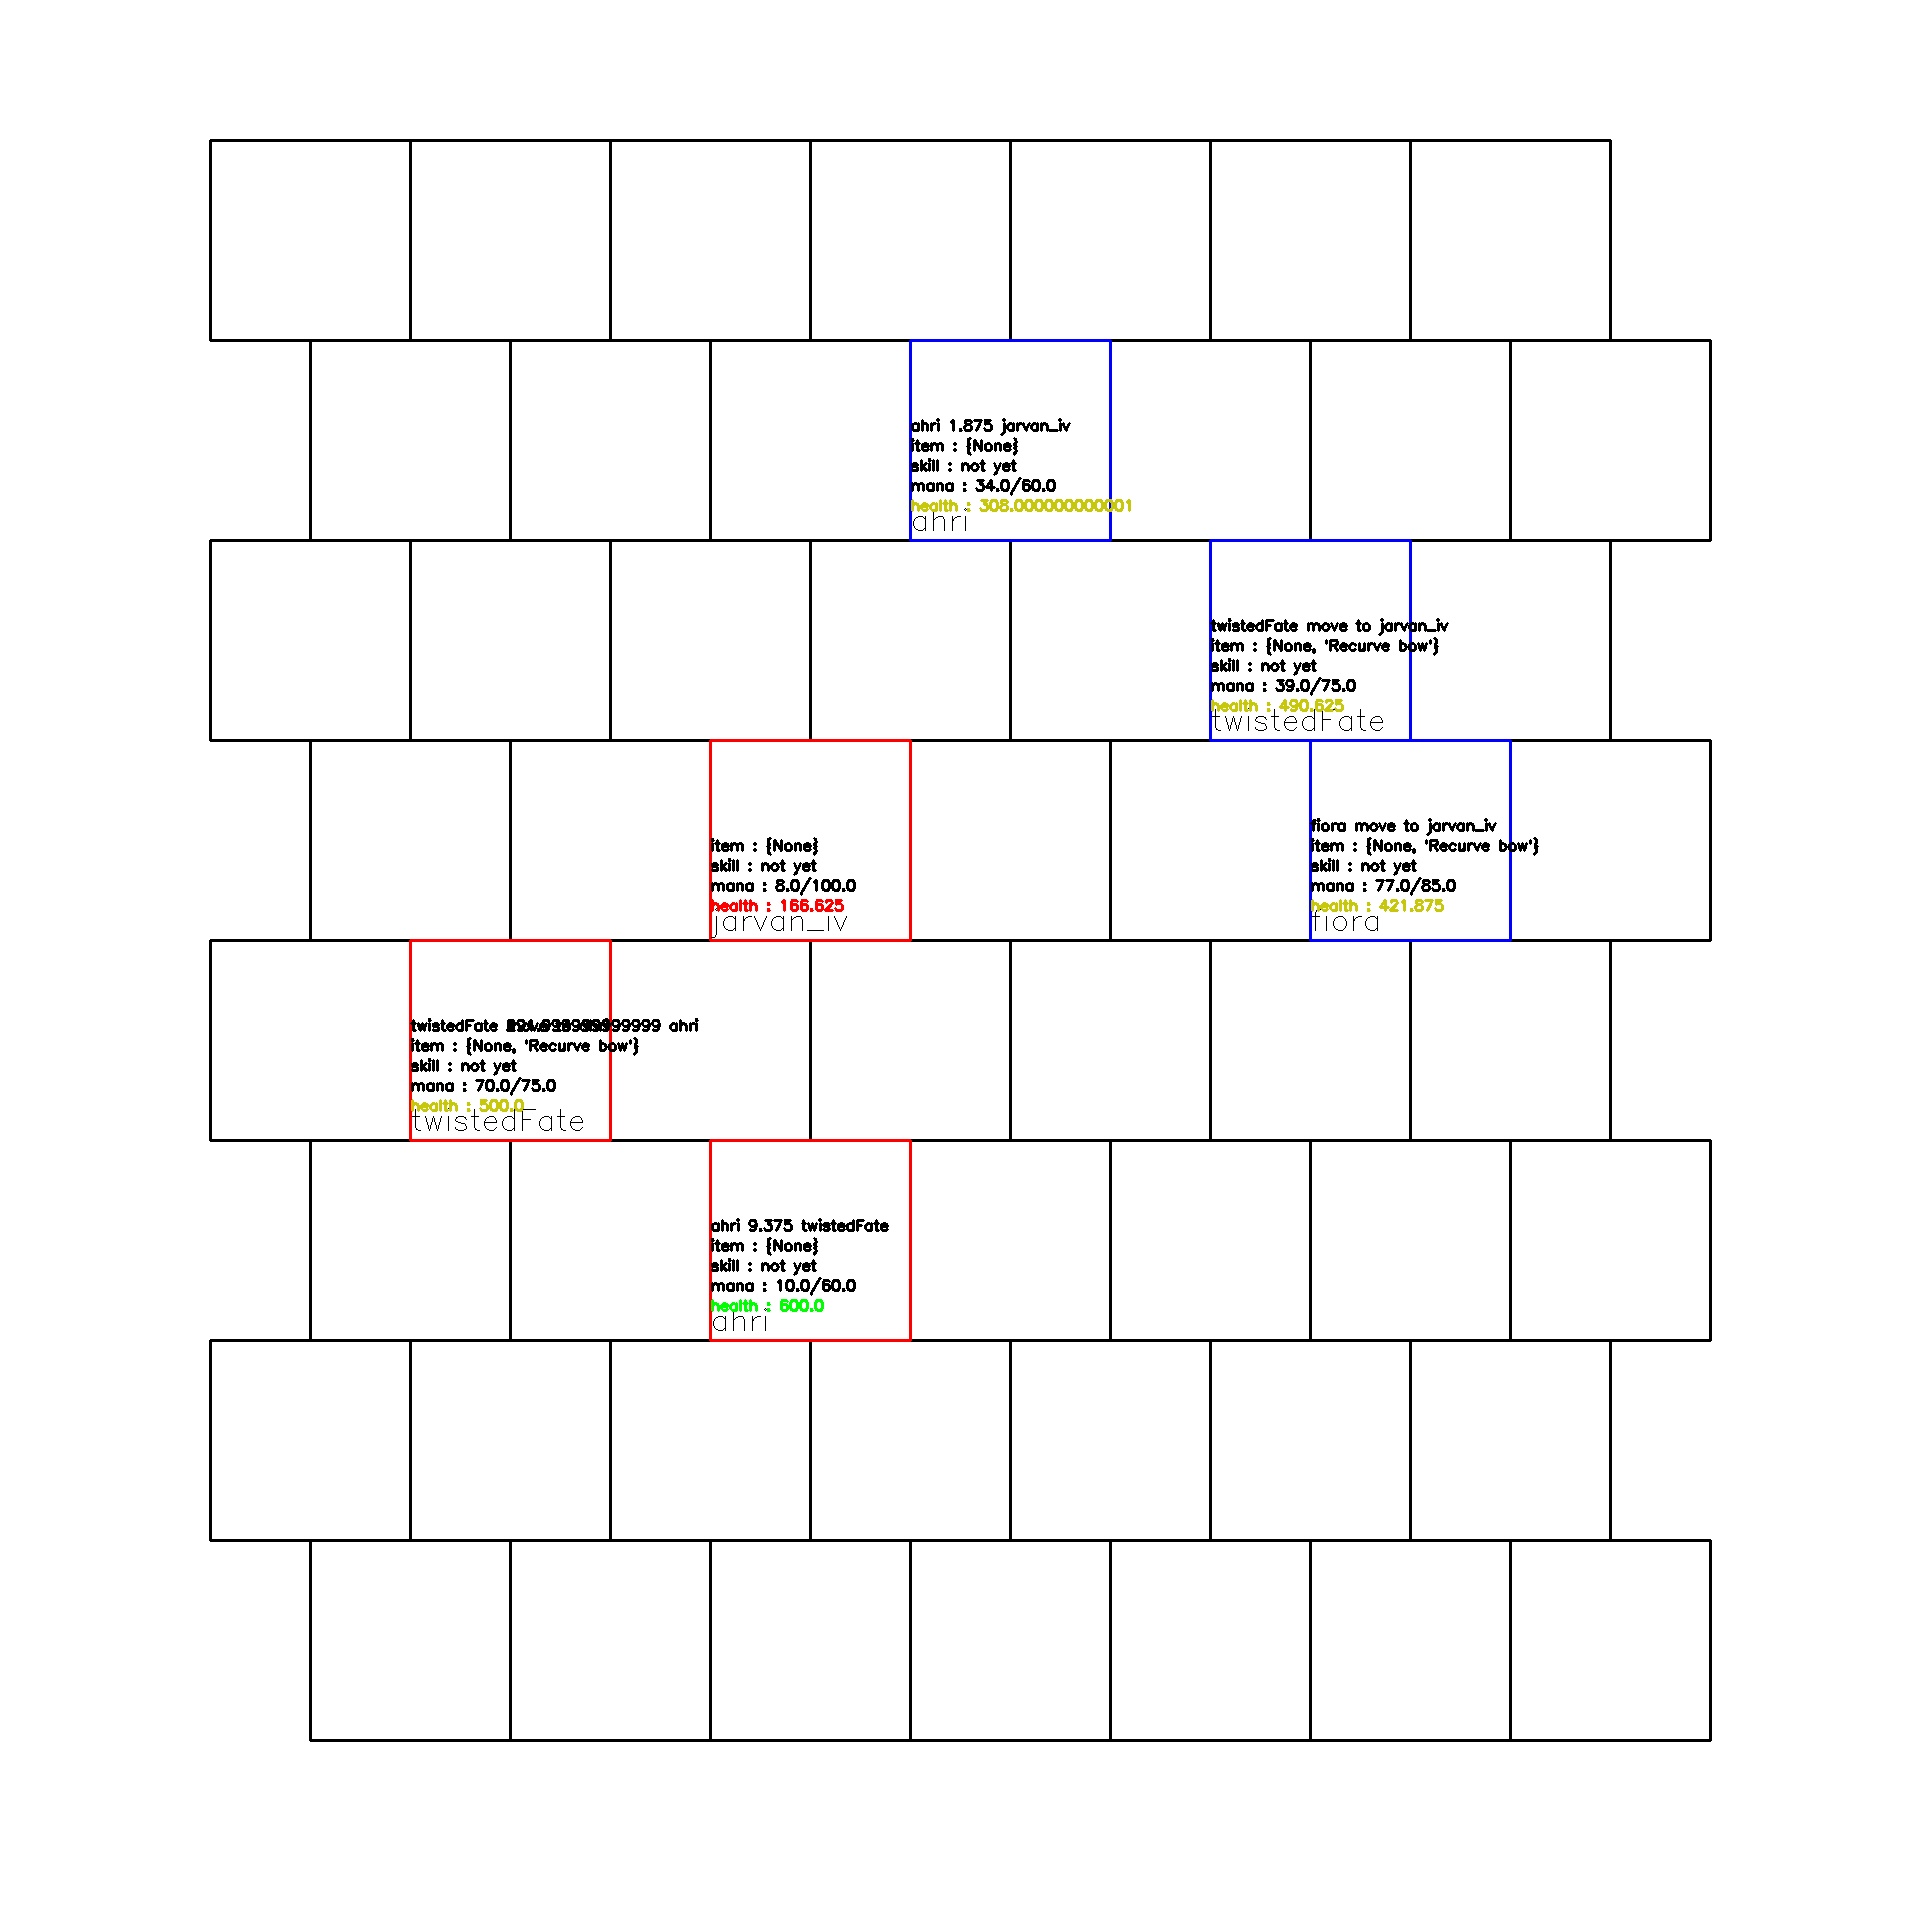 ahri 1.875 jarvan_iv
item : {None}
skill : not yet
mana : 34.0/60.0
health : 308.000000000001
ahri
twistedFate move to jarvan_iv
item : {None, 'Recurve bow'}
skill : not yet
mana : 39.0/75.0
health : 490.625
twistedFate
item : {None}
skill : not yet
mana : 8.0/100.0
health : 166.625
jarvan_iv
fiora move to jarvan_iv
item : {None, 'Recurve bow'}
skill : not yet
mana : 77.0/85.0
health : 421.875
fiora
twistedFate ahri
item : {None, 'Recurve bow'}
skill : not yet
mana : 70.0/75.0
health : 500.0
twistedFate
ahri 9.375 twistedFate
item : {None}
skill : not yet
mana : 10.0/60.0
health : 600.0
ahri